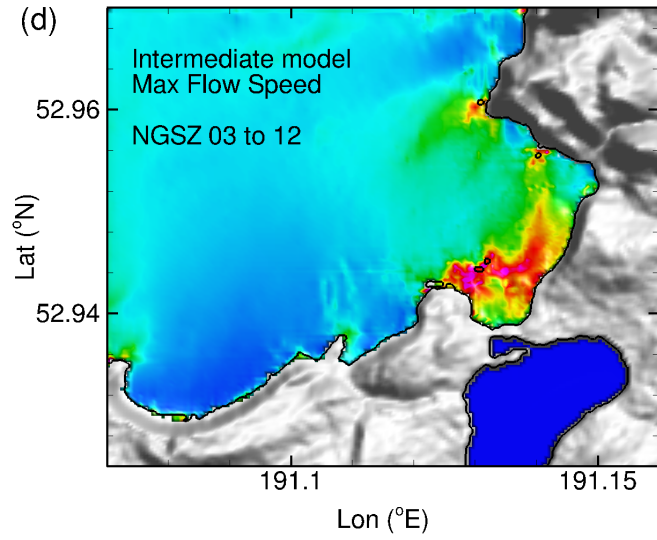 (d)
Intermediate model
Max Flow Speed
NGSZ 03 to 12
52.96
52.94
Lat (°N)
191.1
191.15
Lon (°E)